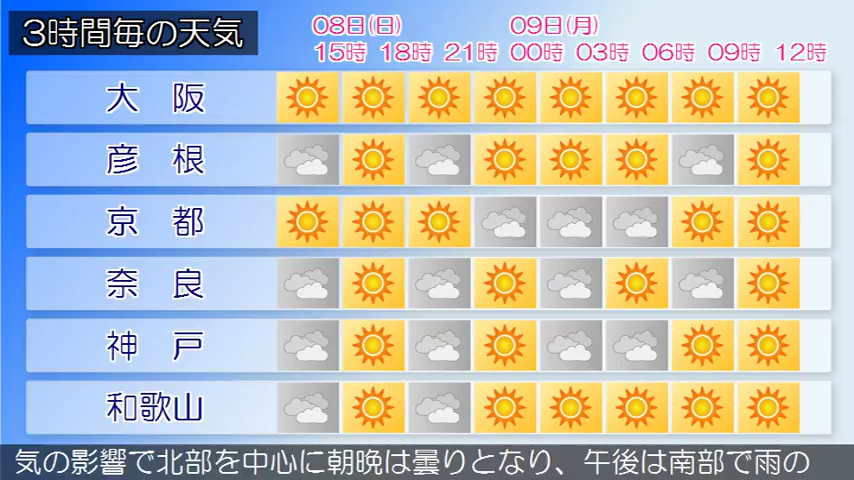 3時間毎の天気
08日(日) 09日(月)
15時 18時 21時 00時 03時 06時 09時 12時
大 阪
彦 根
京 都
奈 良
神 戸
和歌山
気の影響で北部を中心に朝晩は曇りとなり、午後は南部で雨の